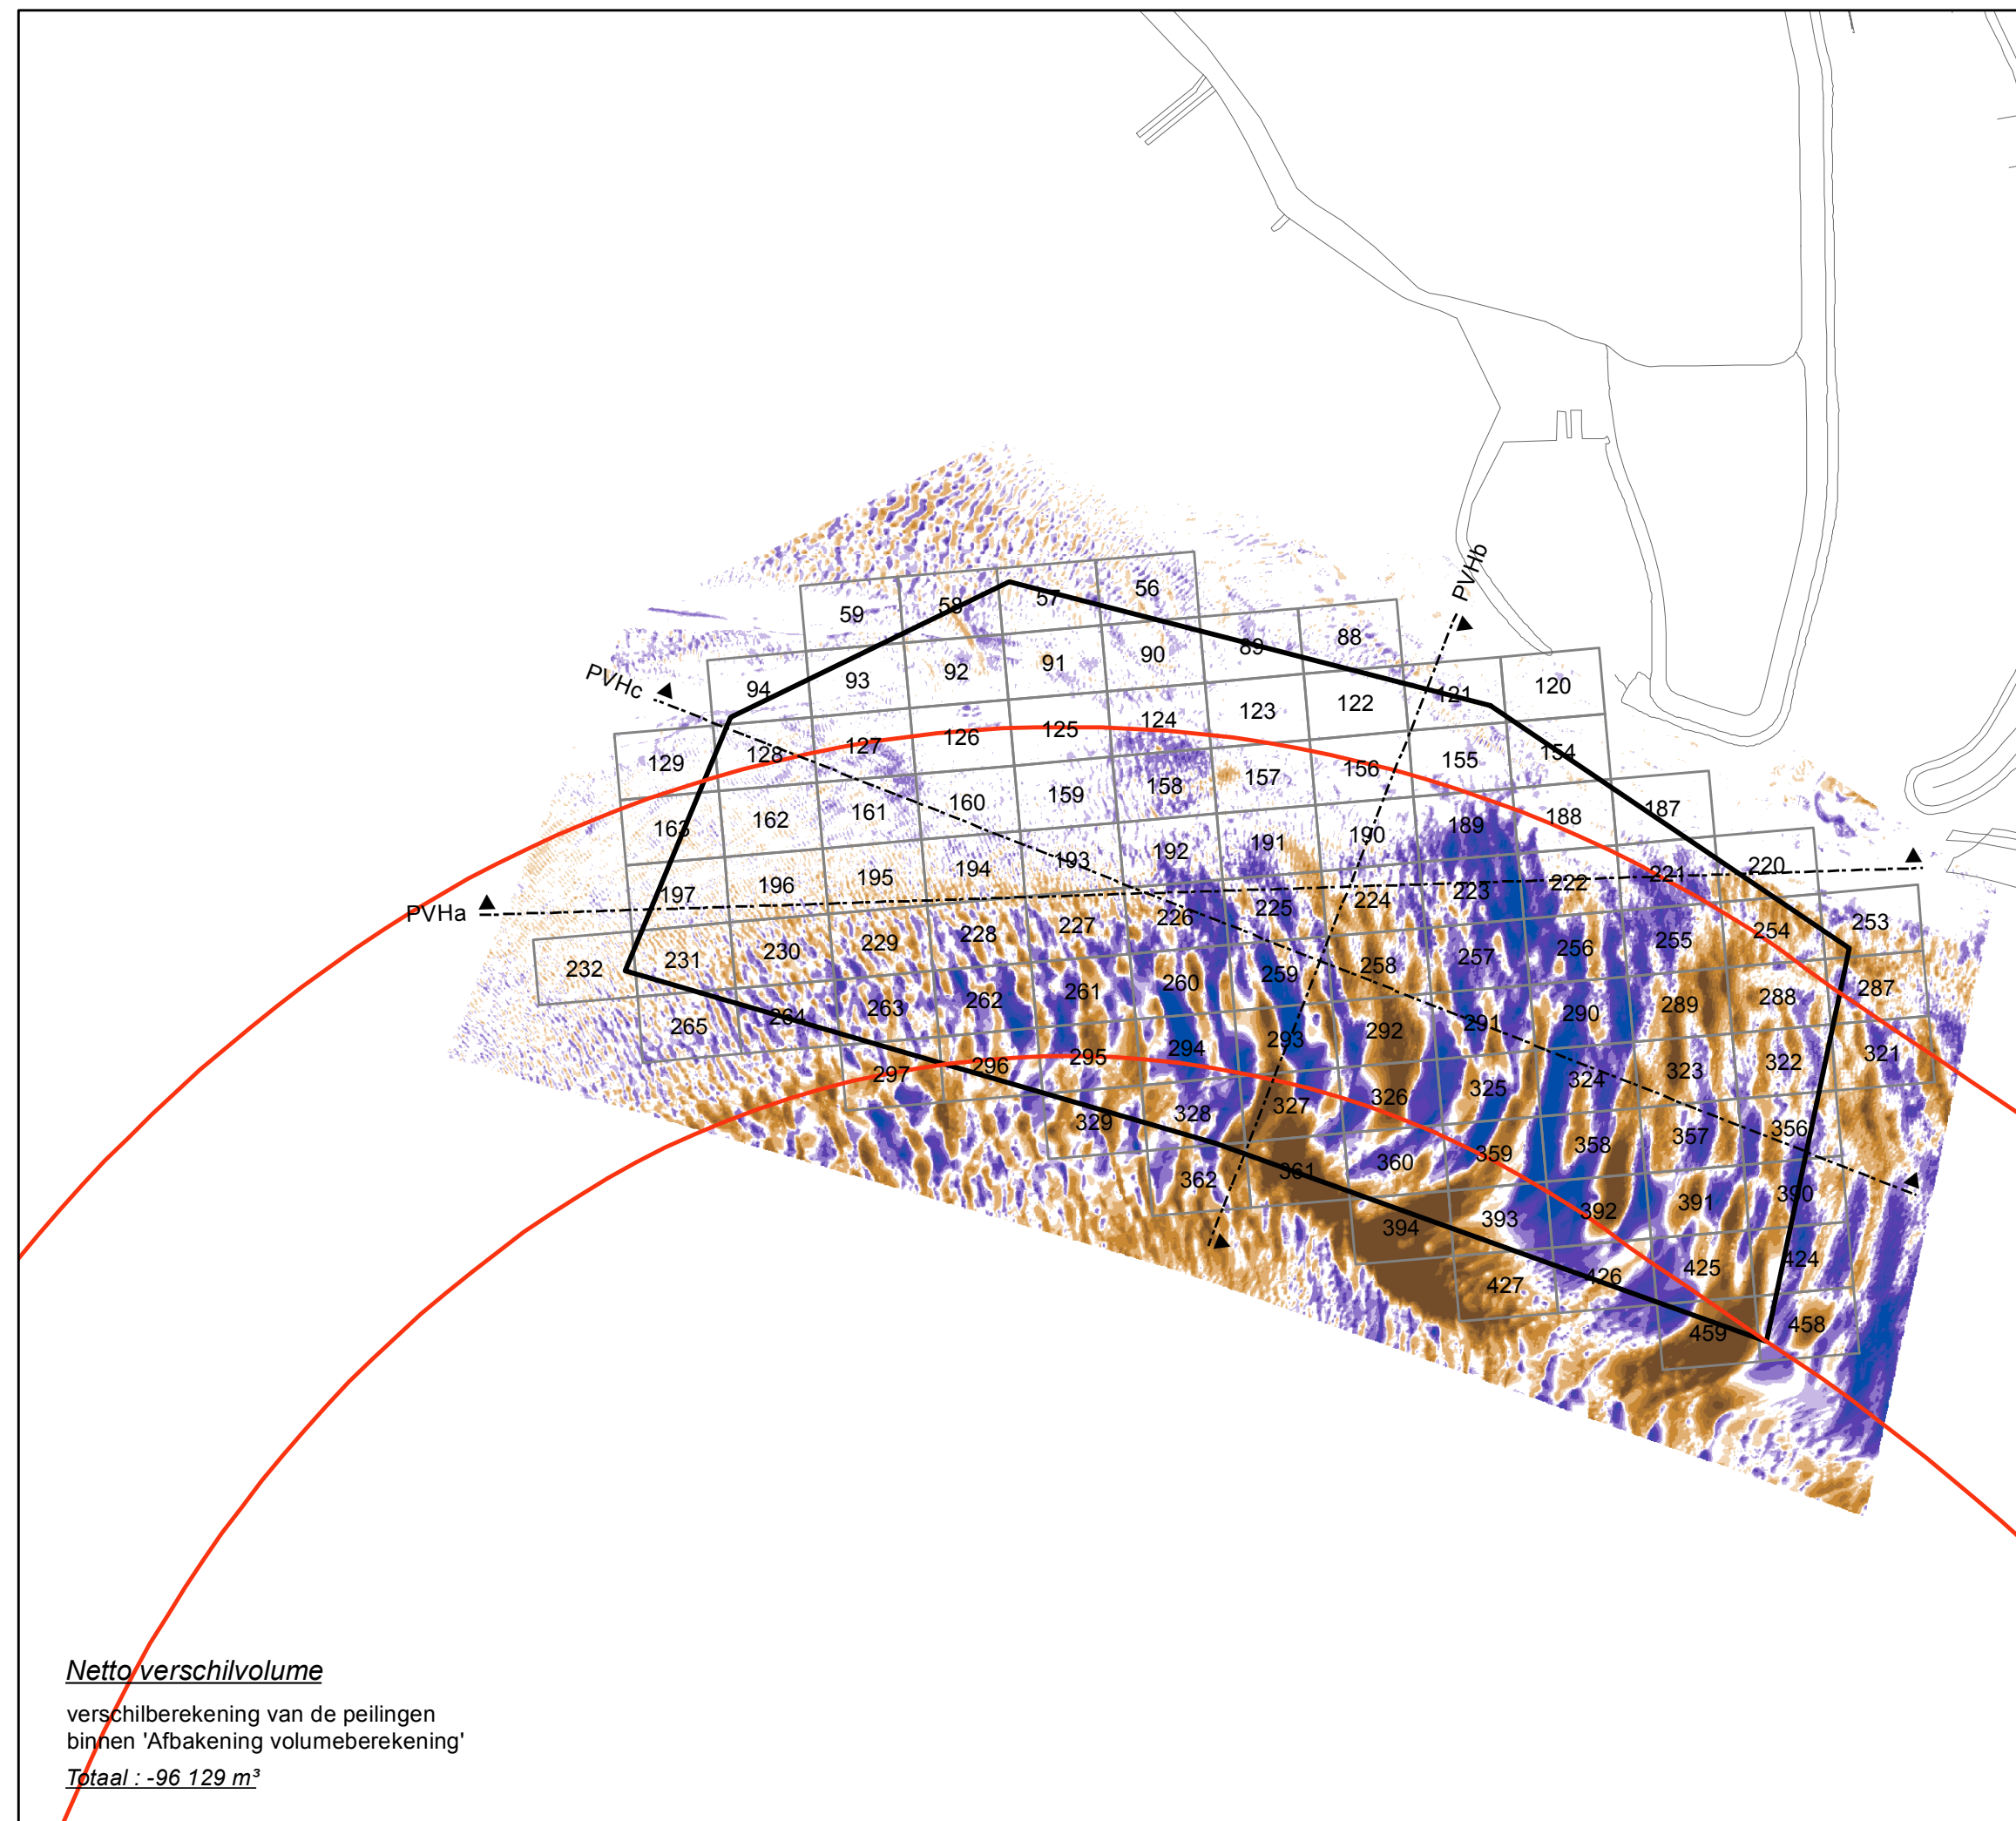 PVHb
59 58 57 56
PVHc
94 93 92 91 90 89 88
129 128 127 126 125 124 123 122 121 120
163 162 161 160 159 158 157 156 155 154
197 196 195 194 193 192 191 190 189 188 187
PVHa
232 231 230 229 228 227 226 225 224 223 222 221 220
265 264 263 262 261 260 259 258 257 256 255 254 253
297 296 295 294 293 292 291 290 289 288 287
329 328 327 326 325 324 323 322 321
362 361 360 359 358 357 356
394 393 392 391 390
427 426 425 424
459 458
Netto verschilvolume
verschilberekening van de peilingen
binnen 'Afbakening volumeberekening'
Totaal : -96 129 m³